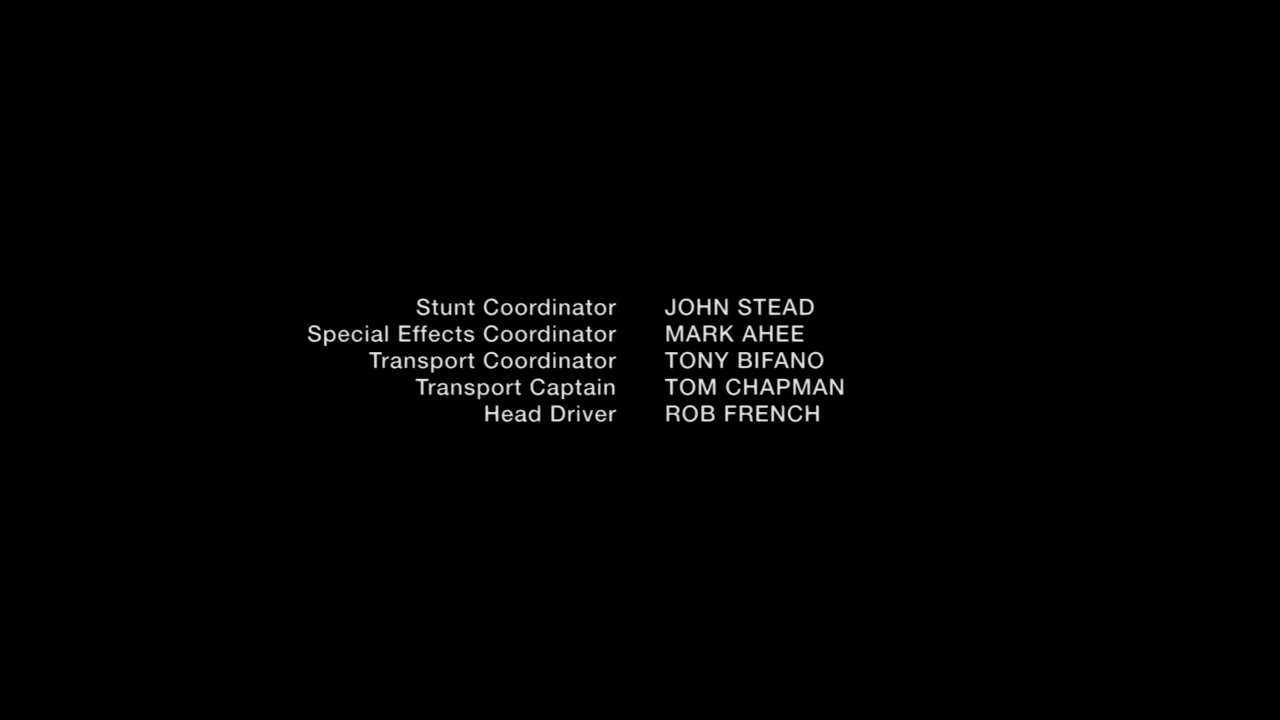 Stunt Coordinator JOHN STEAD
Special Effects Coordinator MARK AHEE
Transport Coordinator TONY BIFANO
Transport Captain TOM CHAPMAN
Head Driver ROB FRENCH